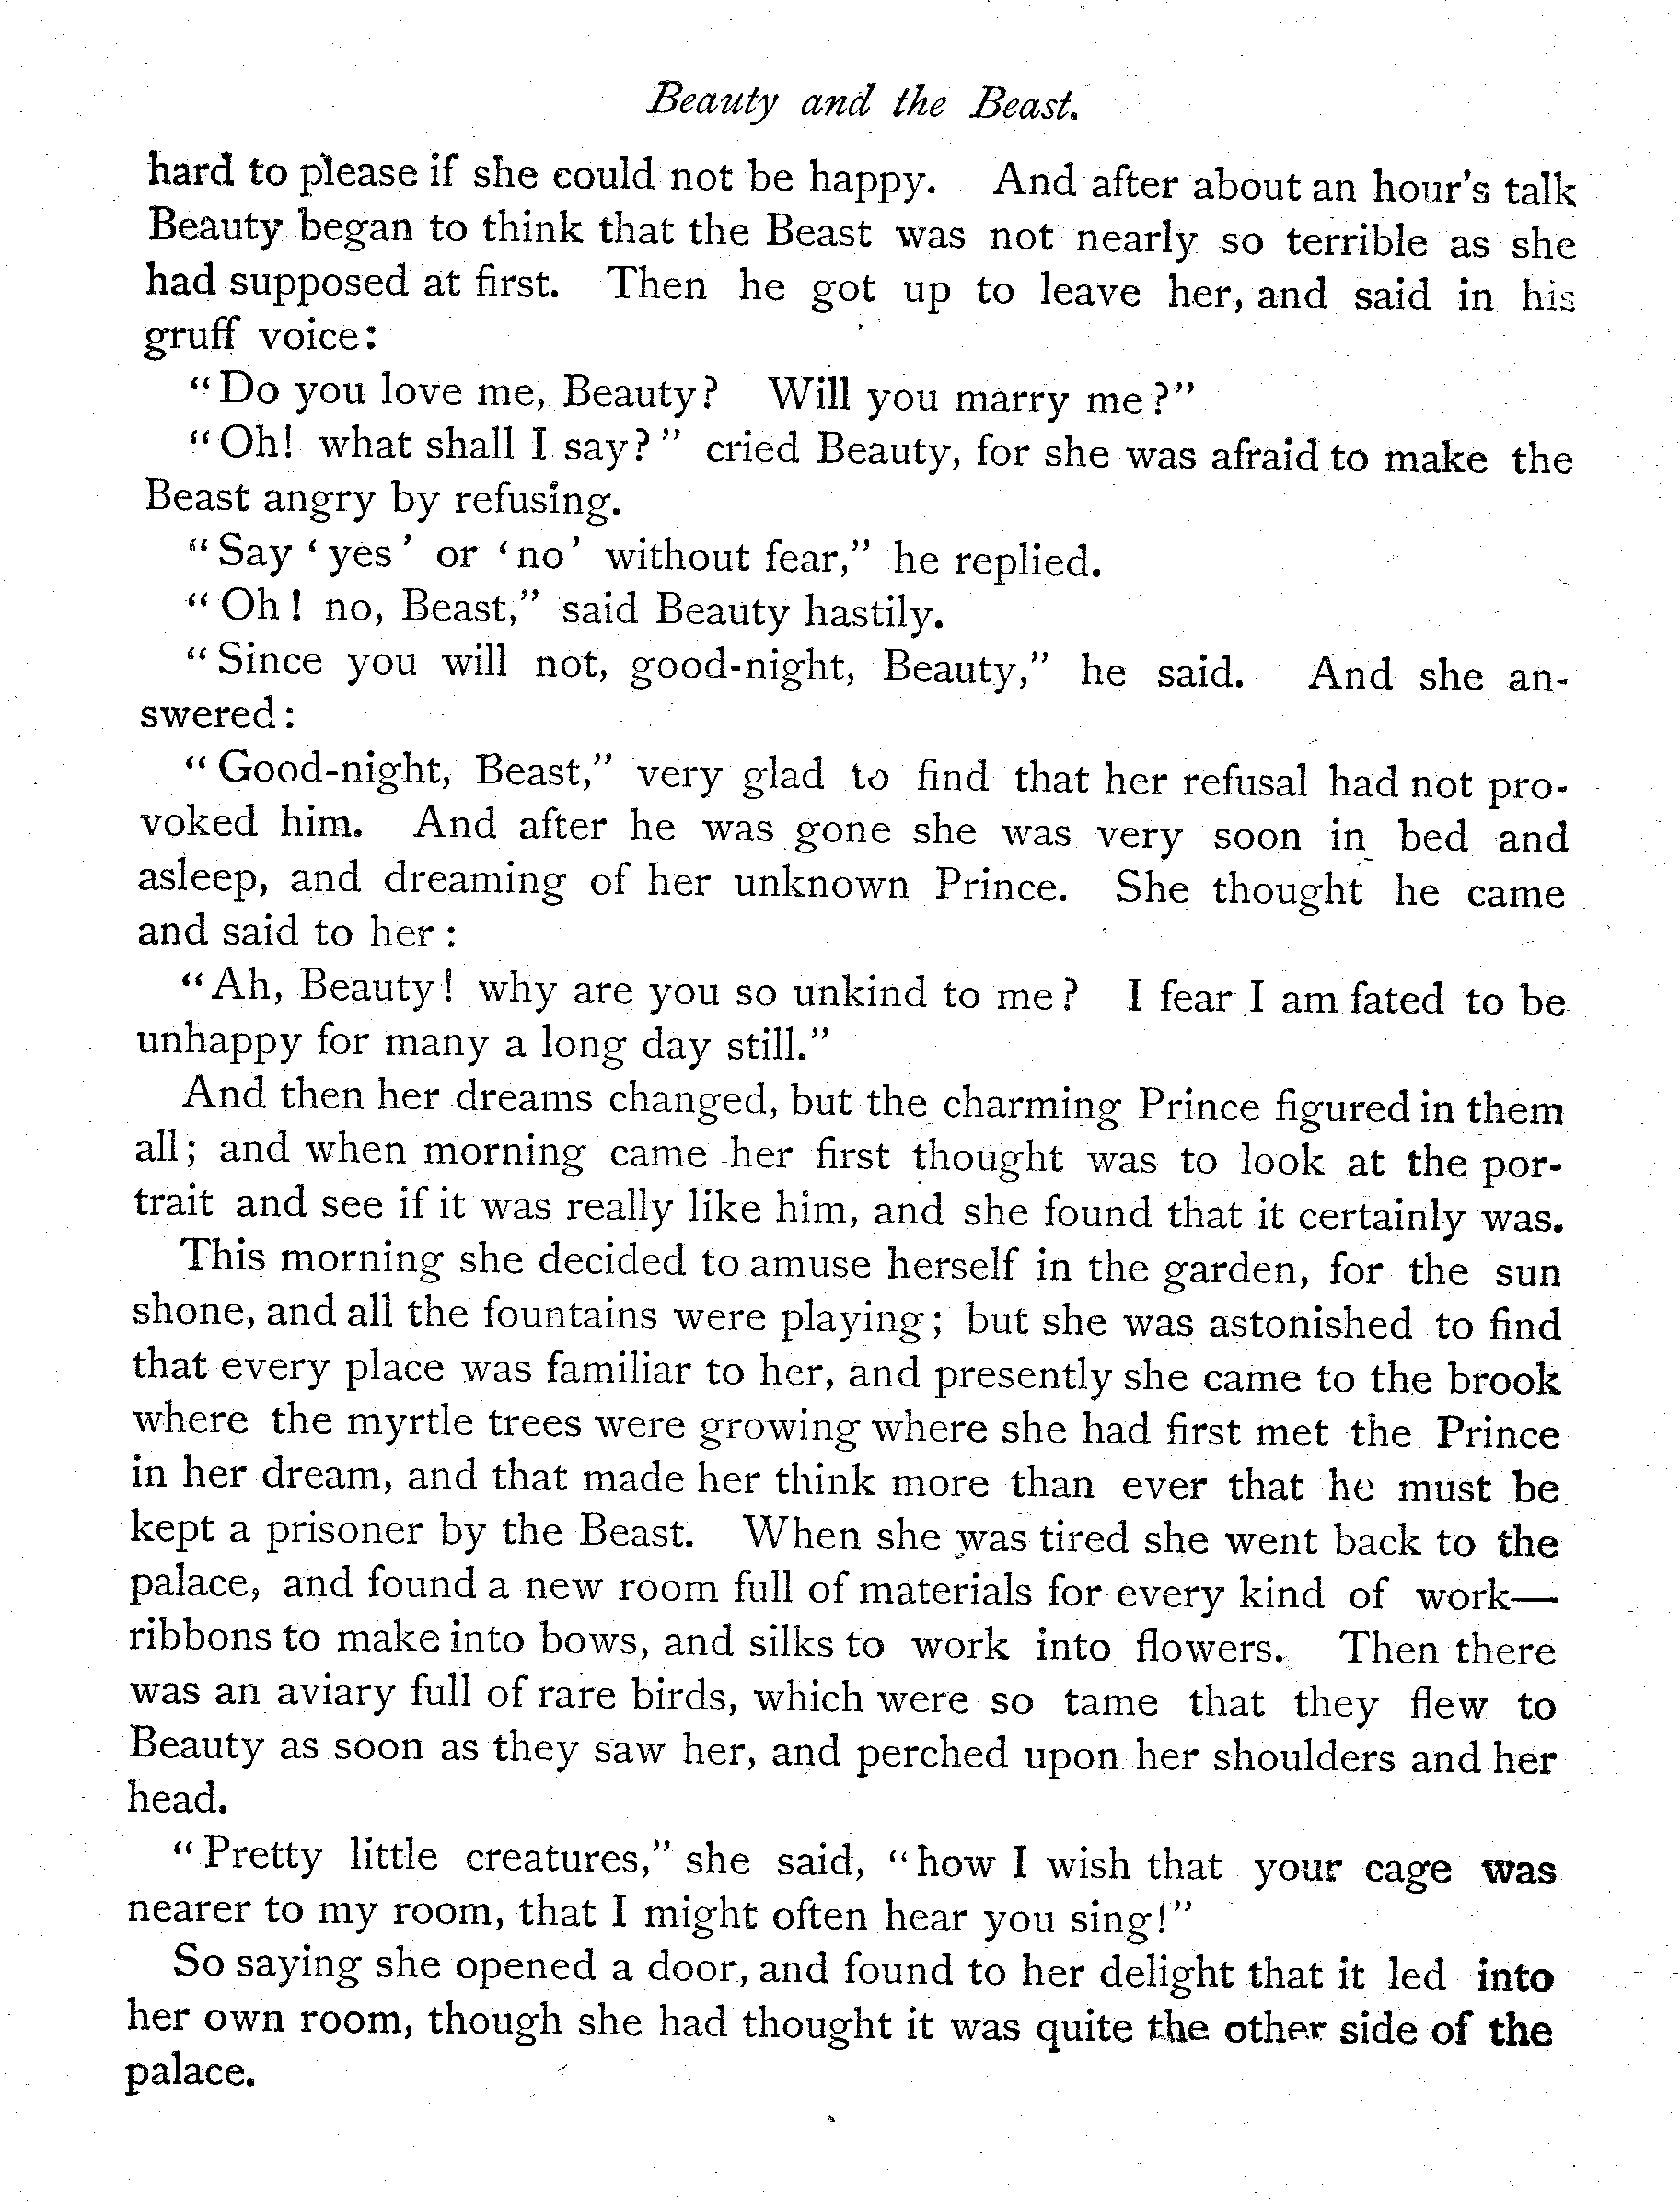 Beauty and the Beast.
hard to please if she could not be happy. And after about an hour's talk
Beauty began to think that the Beast was not nearly so terrible as she
had supposed at first. Then he got up to leave her, and said in his
gruff voice:
"Do you love me, Beauty? Will you marry me?"
"Oh! what shall I say?" cried Beauty, for she was afraid to make the
Beast angry by refusing.
"Say 'yes' or 'no' without fear," he replied.
"Oh! no, Beast," said Beauty hastily.
"Since you will not, good-night, Beauty," he said. And she an-
swered:
"Good-night, Beast," very glad to find that her refusal had not pro-
voked him. And after he was gone she was very soon in bed and
asleep, and dreaming of her unknown Prince. She thought he came
and said to her:
"Ah, Beauty! why are you so unkind to me? I fear I am fated to be
unhappy for many a long day still."
And then her dreams changed, but the charming Prince figured in them
all; and when morning came her first thought was to look at the por-
trait and see if it was really like him, and she found that it certainly was.
This morning she decided to amuse herself in the garden, for the sun
shone, and all the fountains were playing; but she was astonished to find
that every place was familiar to her, and presently she came to the brook
where the myrtle trees were growing where she had first met the Prince
in her dream, and that made her think more than ever that he must be
kept a prisoner by the Beast. When she was tired she went back to the
palace, and found a new room full of materials for every kind of work—
ribbons to make into bows, and silks to work into flowers. Then there
was an aviary full of rare birds, which were so tame that they flew to
Beauty as soon as they saw her, and perched upon her shoulders and her
head.
"Pretty little creatures," she said, "how I wish that your cage was
nearer to my room, that I might often hear you sing!"
So saying she opened a door, and found to her delight that it led into
her own room, though she had thought it was quite the other side of the
palace.